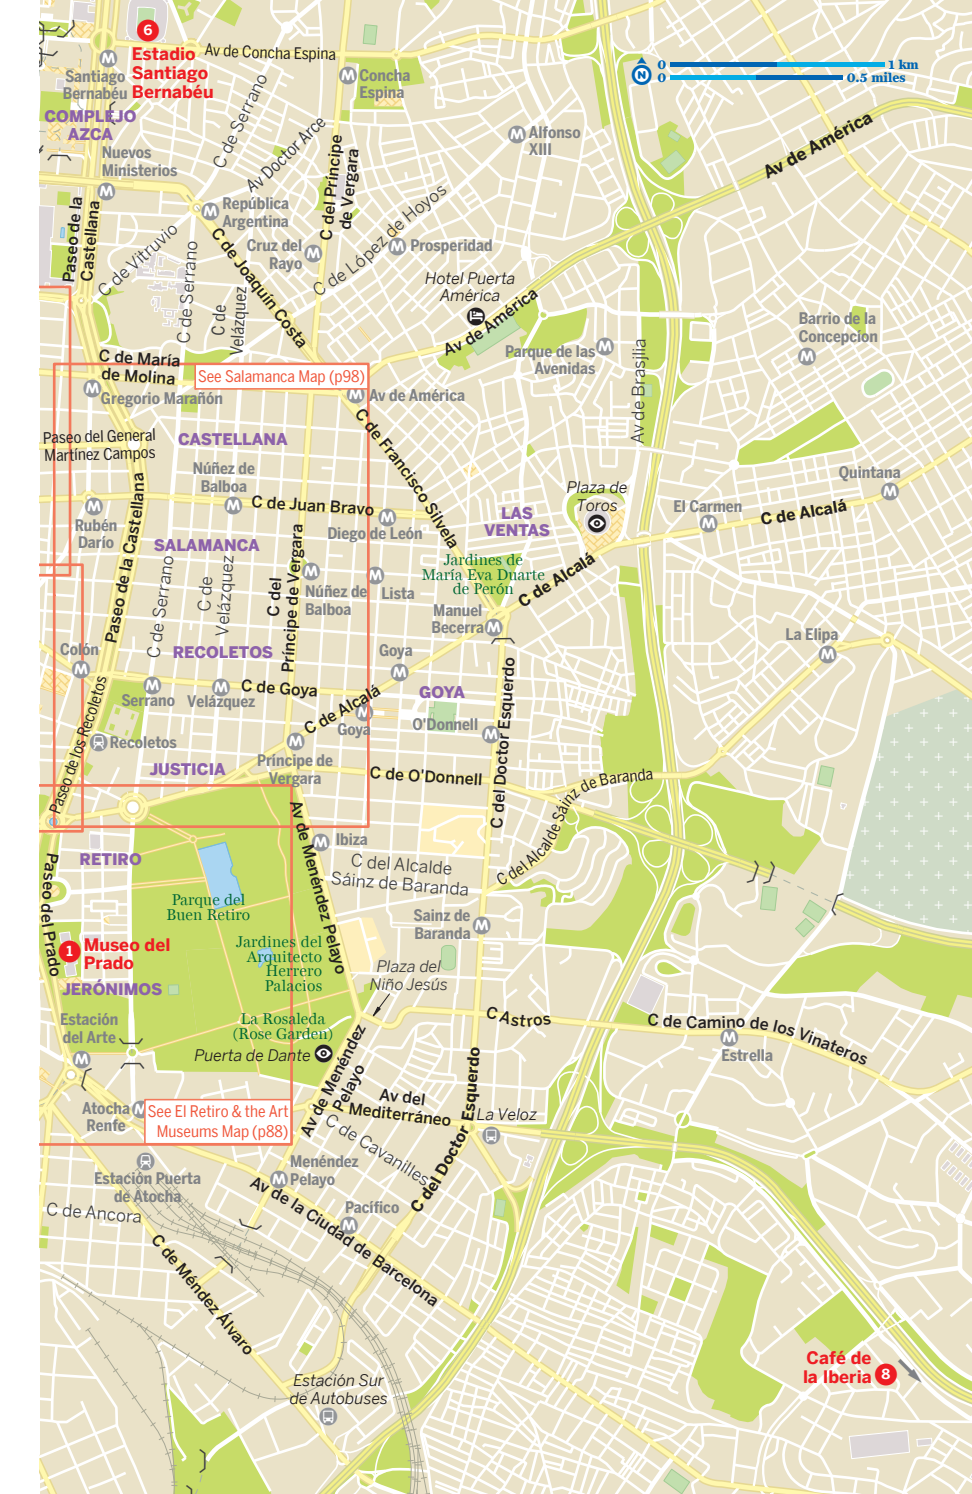 6
Estadio
Santiago
Bernabéu
Av de Concha Espina
Santiago
Bernabéu
Concha
Espina
0
1 km
0
0.5 miles
N
COMPLEJO
AZCA
Nuevos
Ministerios
C de Serrano
Av Doctor Arce
C del Príncipe
de Vergara
Alfonso
XIII
Av de América
República
Argentina
Paseo de la
Castellana
C de Vitruvio
Cruz del
Rayo
C de López de Hoyos
Prosperidad
C de Joaquín Costa
C de Serrano
C de
Velázquez
Hotel Puerta
América
Av de América
Barrio de la
Concepcíon
Parque de las
Avenidas
Av de Brasjlia
C de María
de Molina
See Salamanca Map (p98)
Gregorio Marañón
Av de América
Paseo del General
Martínez Campos
CASTELLANA
C de Francisco Silvela
Núñez de
Balboa
Quintana
Plaza de
Toros
C de Juan Bravo
El Carmen
C de Alcalá
LAS
VENTAS
Rubén
Darío
Diego de León
Paseo de la Castellana
SALAMANCA
Jardines de
María Eva Duarte
de Perón
C de Alcalá
C de Serrano
C de
Velázquez
C del
Príncipe de Vergara
Núñez de
Balboa
Lista
Manuel
Becerra
La Elipa
Colón
RECOLETOS
Goya
C de Goya
Serrano
Velázquez
GOYA
C de Alcalá
Goya
O'Donnell
C del Doctor Esquerdo
Paseo de los Recoletos
Recoletos
JUSTICIA
Príncipe de
Vergara
C de O'Donnell
C del Alcalde Sáinz de Baranda
Av de Menéndez Pelayo
Ibiza
RETIRO
C del Alcalde
Sáinz de Baranda
Paseo del Prado
Parque del
Buen Retiro
Sainz de
Baranda
1
Museo del
Prado
Jardines del
Arquitecto
Herrero
Palacios
Plaza del
Niño Jesús
JERÓNIMOS
Estación
del Arte
La Rosaleda
(Rose Garden)
C Astros
C de Camino de los Vinateros
Estrella
Puerta de Dante
Av de Menéndez
Pelayo
C del Doctor Esquerdo
Av del
Mediterráneo
La Veloz
Atocha
Renfe
See El Retiro & the Art
Museums Map (p88)
C de Cavanilles
Menéndez
Pelayo
Estación Puerta
de Atocha
Av de la Ciudad de Barcelona
Pacífico
C de Ancora
C de Méndez Álvaro
Café de
la Iberia
8
Estación Sur
de Autobuses